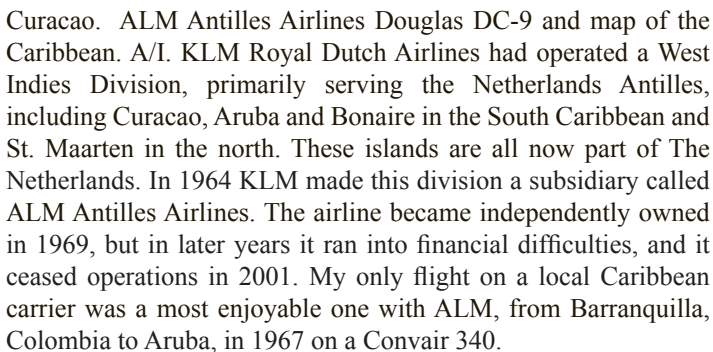 Curacao.  ALM Antilles Airlines Douglas DC-9 and map of the
Caribbean. A/I. KLM Royal Dutch Airlines had operated a West
Indies Division, primarily serving the Netherlands Antilles,
including Curacao, Aruba and Bonaire in the South Caribbean and
St. Maarten in the north. These islands are all now part of The
Netherlands. In 1964 KLM made this division a subsidiary called
ALM Antilles Airlines. The airline became independently owned
in 1969, but in later years it ran into financial difficulties, and it
ceased operations in 2001. My only flight on a local Caribbean
carrier was a most enjoyable one with ALM, from Barranquilla,
Colombia to Aruba, in 1967 on a Convair 340.